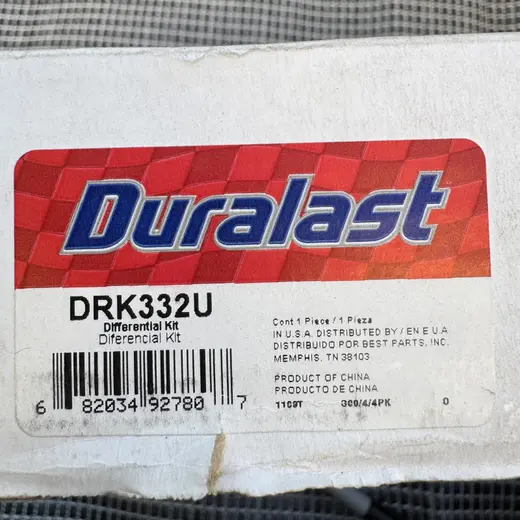 Duralast
DRK332U
Differential Kit
Diferencial Kit
6 82034 92780 7
Cont 1 Piece / 1 Pieza
IN U.S.A. DISTRIBUTED BY / EN E U.A
DISTRIBUIDO POR BEST PARTS, INC.
MEMPHIS, TN 38103
PRODUCT OF CHINA
PRODUCTO DE CHINA
0